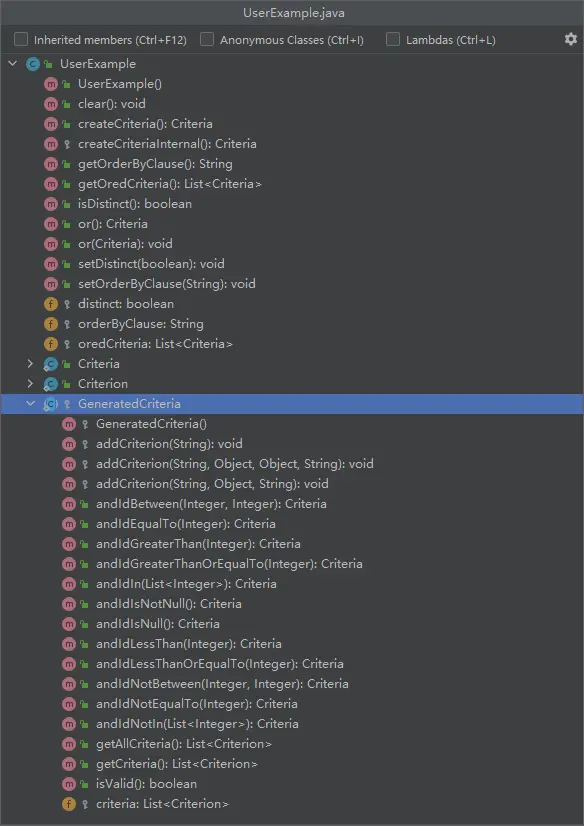 UserExample.java
Inherited members (Ctrl+F12) Anonymous Classes (Ctrl+I) Lambdas (Ctrl+L)
UserExample
UserExample()
clear(): void
createCriteria(): Criteria
createCriteriaInternal(): Criteria
getOrderByClause(): String
getOredCriteria(): List<Criteria>
isDistinct(): boolean
or(): Criteria
or(Criteria): void
setDistinct(boolean): void
setOrderByClause(String): void
distinct: boolean
orderByClause: String
oredCriteria: List<Criteria>
Criteria
Criterion
GeneratedCriteria
GeneratedCriteria()
addCriterion(String): void
addCriterion(String, Object, Object, String): void
addCriterion(String, Object, String): void
andIdBetween(Integer, Integer): Criteria
andIdEqualTo(Integer): Criteria
andIdGreaterThan(Integer): Criteria
andIdGreaterThanOrEqualTo(Integer): Criteria
andIdIn(List<Integer>): Criteria
andIdIsNotNull(): Criteria
andIdIsNull(): Criteria
andIdLessThan(Integer): Criteria
andIdLessThanOrEqualTo(Integer): Criteria
andIdNotBetween(Integer, Integer): Criteria
andIdNotEqualTo(Integer): Criteria
andIdNotIn(List<Integer>): Criteria
getAllCriteria(): List<Criterion>
getCriteria(): List<Criterion>
isValid(): boolean
criteria: List<Criterion>